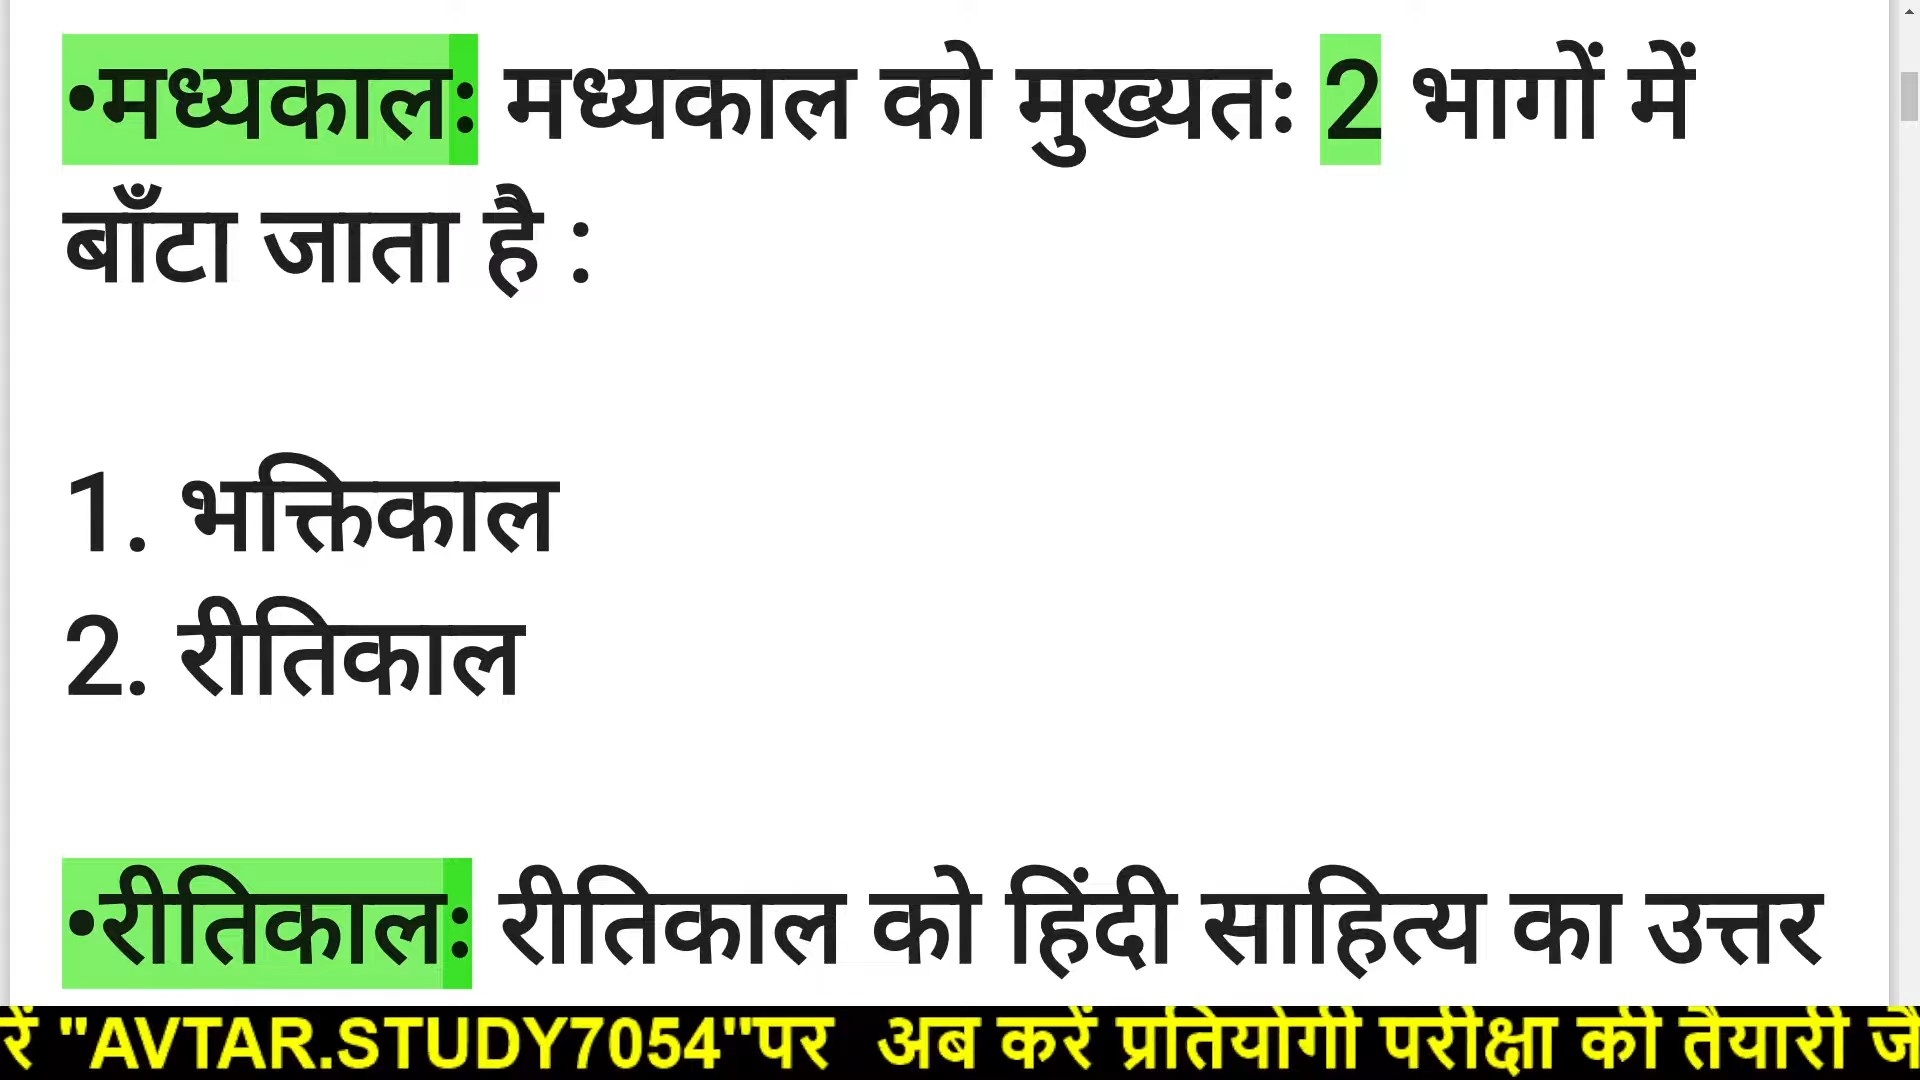 •मध्यकाल: मध्यकाल को मुख्यतः 2 भागों में
बाँटा जाता है :
1. भक्तिकाल
2. रीतिकाल
•रीतिकाल: रीतिकाल को हिंदी साहित्य का उत्तर
रें "AVTAR.STUDY7054"पर अब करें प्रतियोगी परीक्षा की तैयारी जै